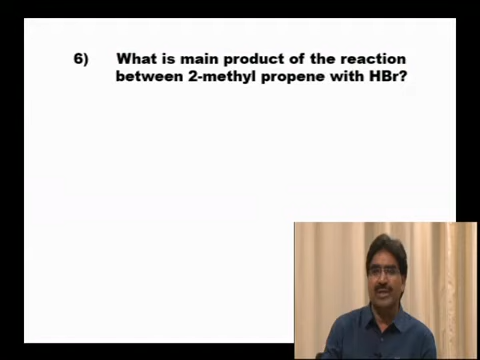 6) What is main product of the reaction
between 2-methyl propene with HBr?